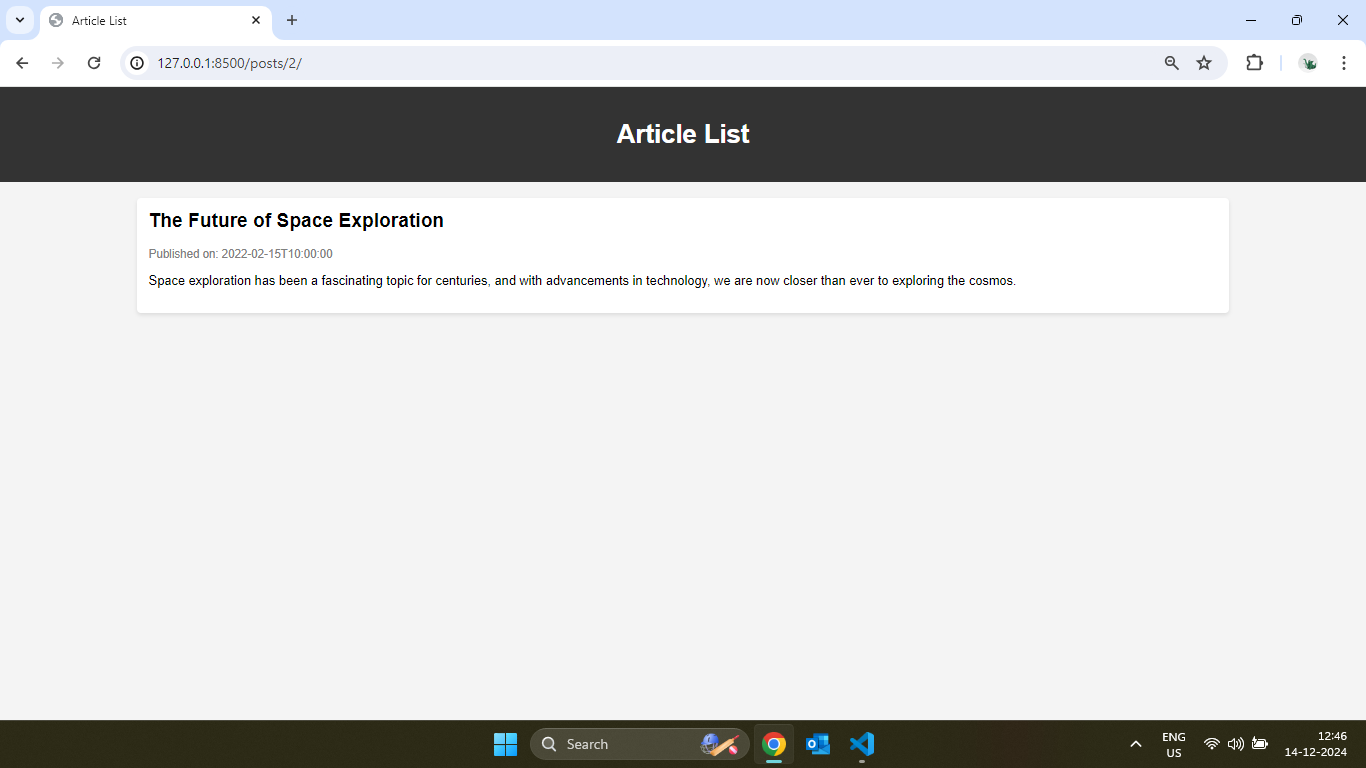 Article List
127.0.0.1:8500/posts/2/
Article List
The Future of Space Exploration
Published on: 2022-02-15T10:00:00
Space exploration has been a fascinating topic for centuries, and with advancements in technology, we are now closer than ever to exploring the cosmos.
Search
ENG
US
12:46
14-12-2024